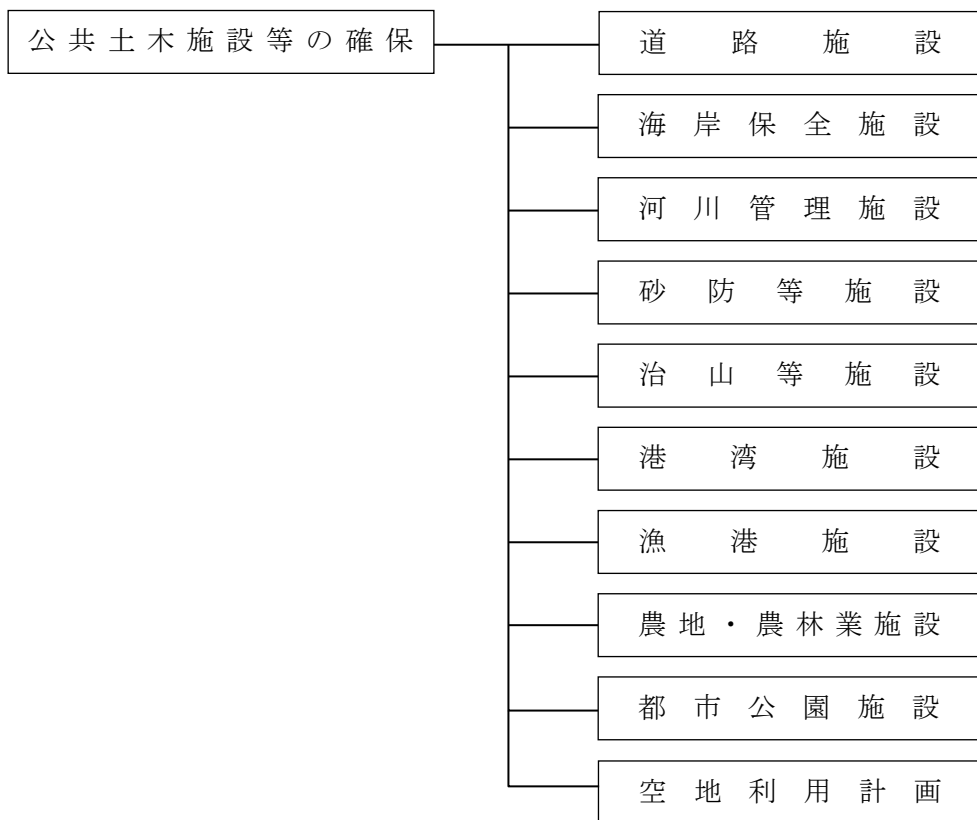 公共土木施設等の確保
道路施設
海岸保全施設
河川管理施設
砂防等施設
治山等施設
港湾施設
漁港施設
農地・農林業施設
都市公園施設
空地利用計画